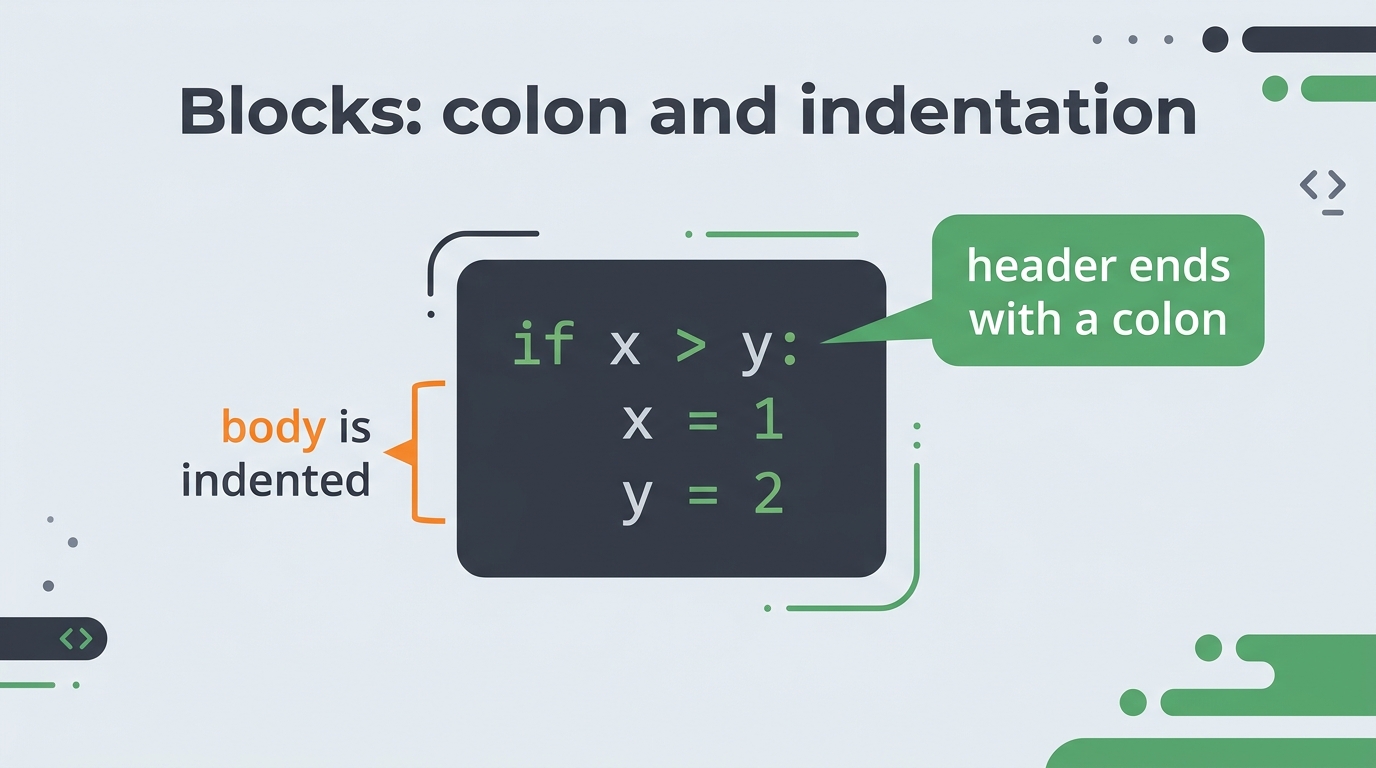 Blocks: colon and indentation
header ends
with a colon
if x > y:
    x = 1
    y = 2
body is
indented